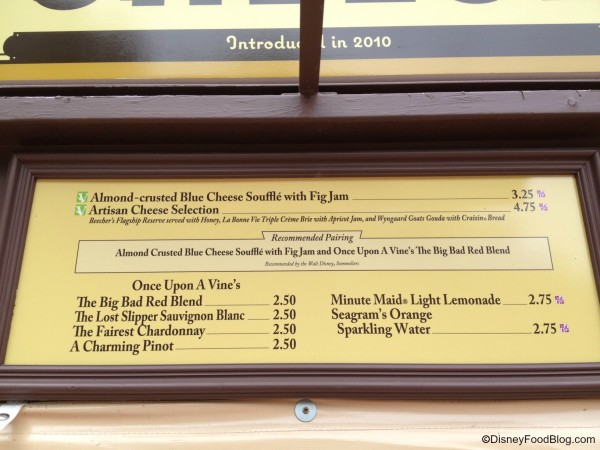 Introduced in 2010
Almond-crusted Blue Cheese Soufflé with Fig Jam 3.25
Artisan Cheese Selection 4.75
Beecher's Flagship Reserve served with Honey, La Bonne Vie Triple Crème Brie with Apricot Jam, and Wyngaard Goats Gouda with Craisin® Bread
Recommended Pairing
Almond Crusted Blue Cheese Soufflé with Fig Jam and Once Upon A Vine's The Big Bad Red Blend
Recommended by the Walt Disney, Sommeliers
Once Upon A Vine's
The Big Bad Red Blend 2.50
The Lost Slipper Sauvignon Blanc 2.50
The Fairest Chardonnay 2.50
A Charming Pinot 2.50
Minute Maid® Light Lemonade 2.75
Seagram's Orange
Sparkling Water 2.75
©DisneyFoodBlog.com